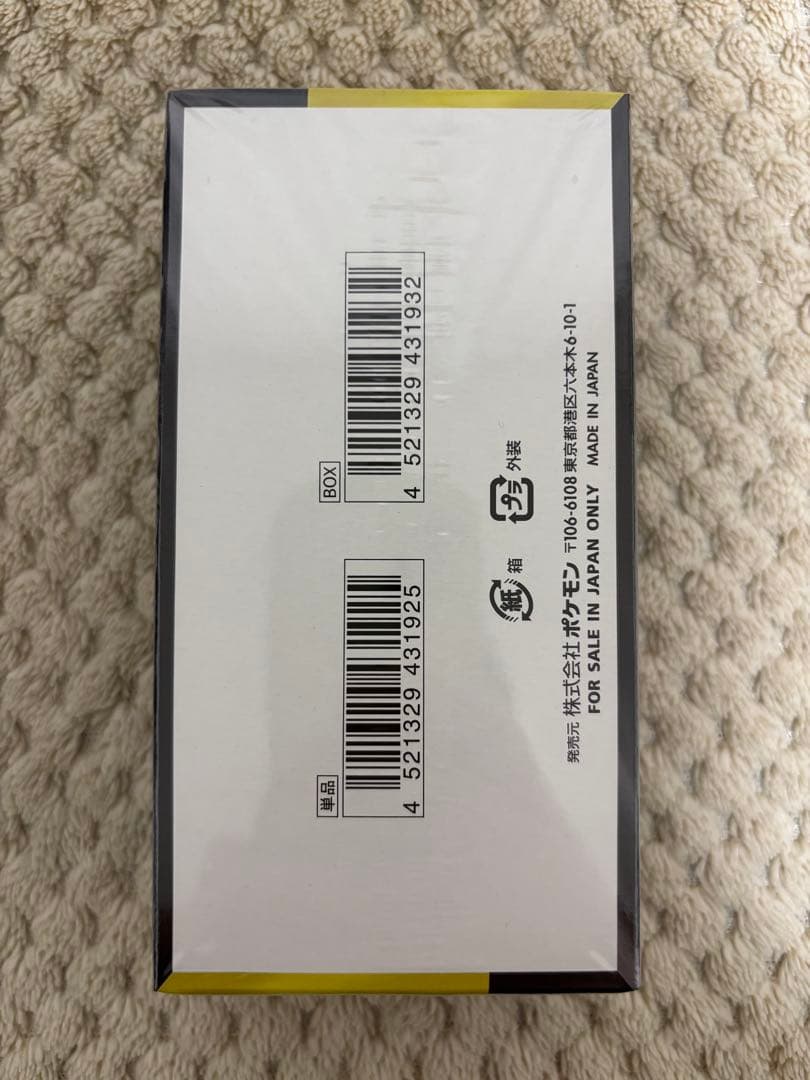 単品
4 521329 431925
BOX
4 521329 431932
紙 箱
プラ 外装
発売元 株式会社 ポケモン 〒106-6108 東京都港区六本木6-10-1
FOR SALE IN JAPAN ONLY MADE IN JAPAN